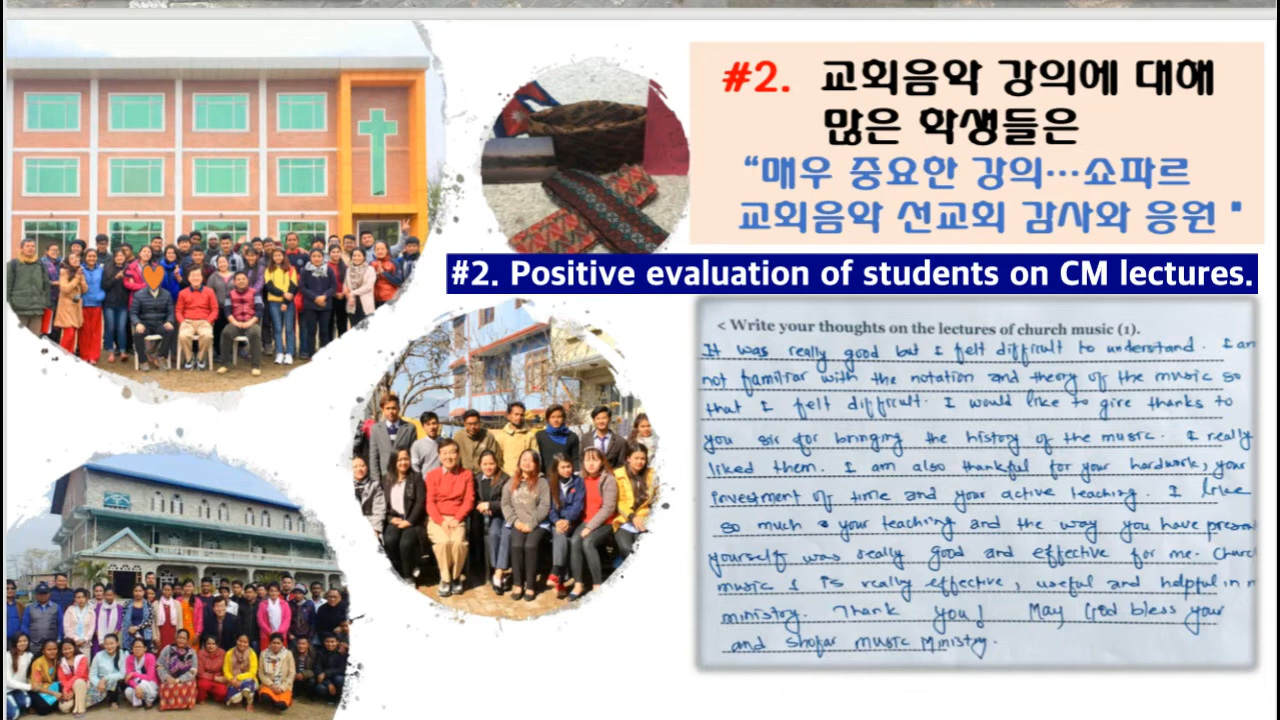 #2. 교회음악 강의에 대해
많은 학생들은
“매우 중요한 강의…쇼파르
교회음악 선교회 감사와 응원 "
#2. Positive evaluation of students on CM lectures.
< Write your thoughts on the lectures of church music (1).
It was really good but I felt difficult to understand. I am
not familiar with the notation and theory of the music so
that I felt difficult. I would like to give thanks to
you sir for bringing the history of the music. I really
liked them. I am also thankful for your hardwork, your
investment of time and your active teaching. I like
so much your teaching and the way you have presen
yourself was really good and effective for me. Churc
music 1 is really effective, useful and helpful in
ministry. Thank you! May God bless your
and shofar music Ministry.